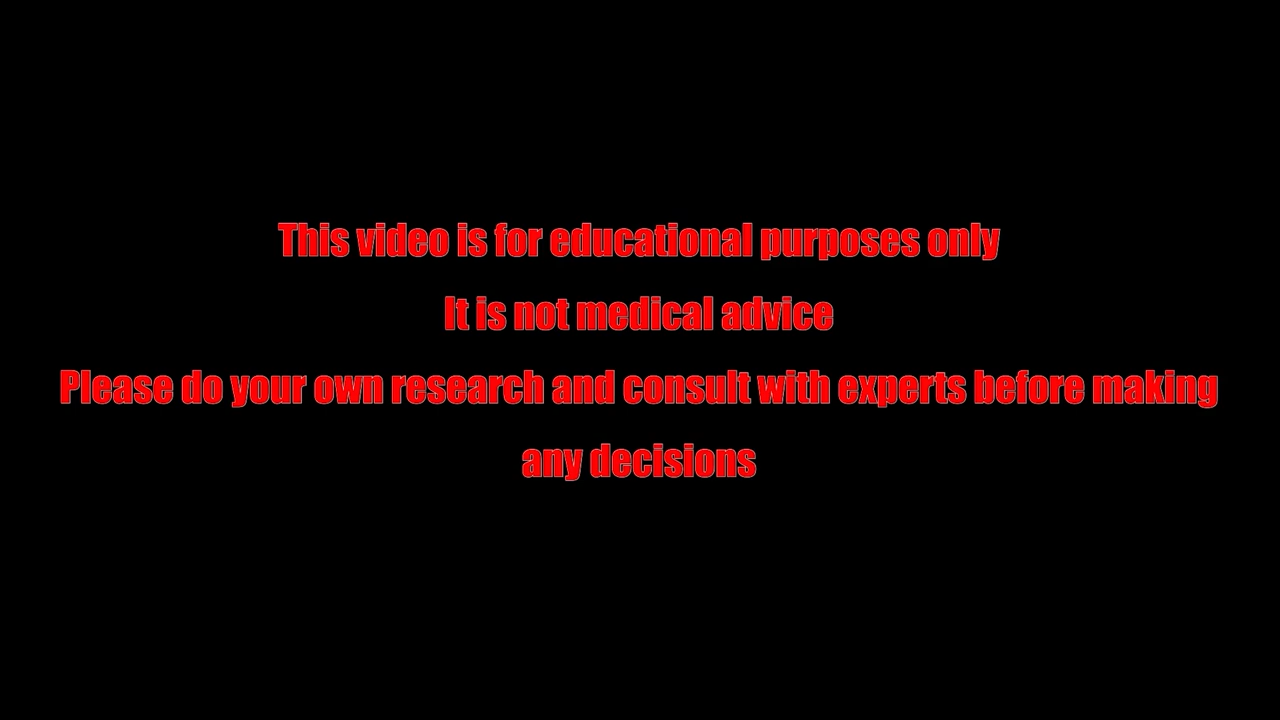 This video is for educational purposes only
It is not medical advice
Please do your own research and consult with experts before making
any decisions